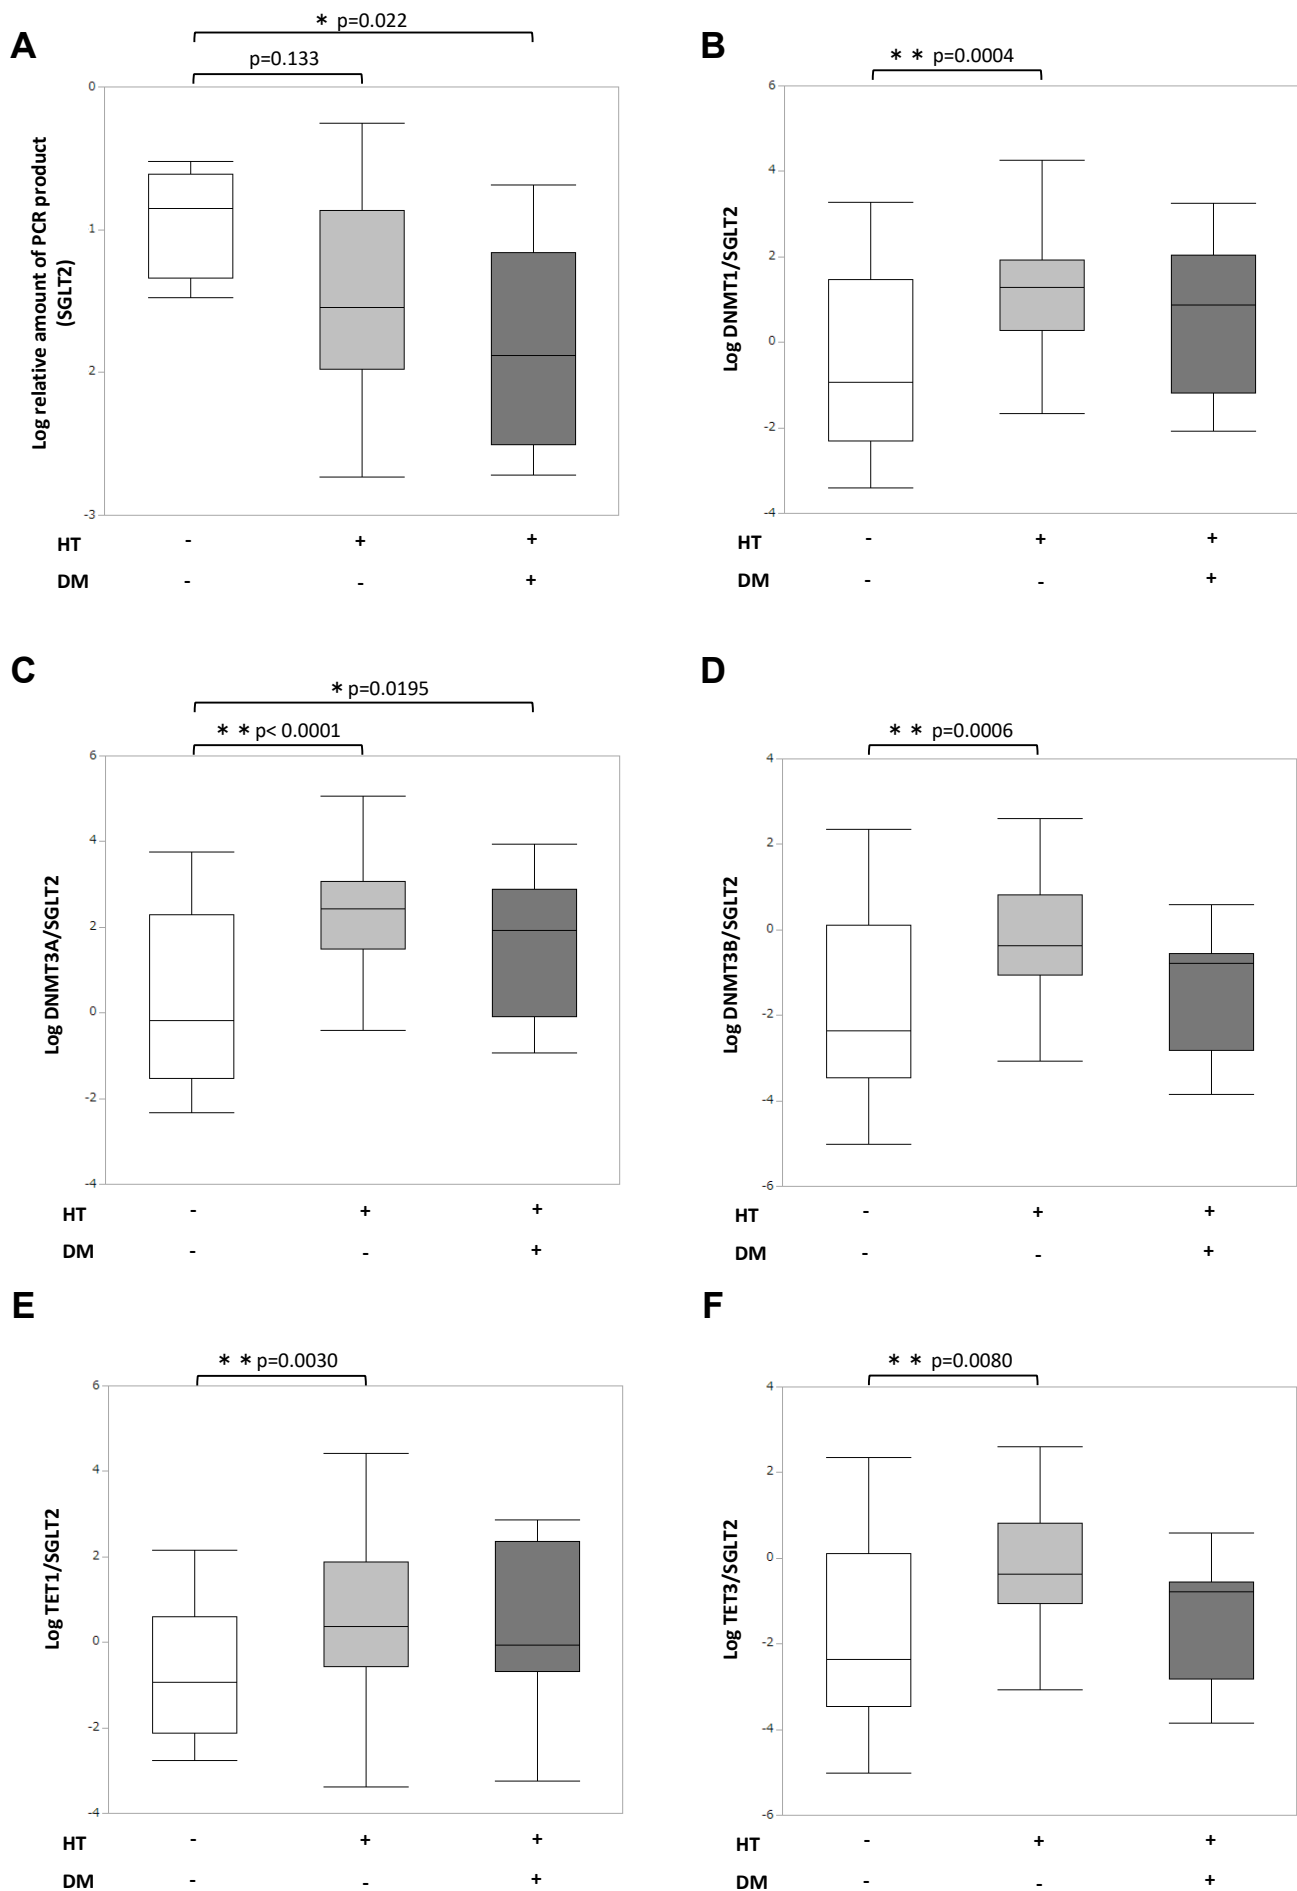 A
* p=0.022
p=0.133
Log relative amount of PCR product
(SGLT2)
0
1
2
-3
HT - + +
DM - - +
B
* * p=0.0004
Log DNMT1/SGLT2
6
4
2
0
-2
-4
HT - + +
DM - - +
C
* p=0.0195
* * p< 0.0001
Log DNMT3A/SGLT2
6
4
2
0
-2
-4
HT - + +
DM - - +
D
* * p=0.0006
Log DNMT3B/SGLT2
4
2
0
-2
-4
-6
HT - + +
DM - - +
E
* * p=0.0030
Log TET1/SGLT2
6
4
2
0
-2
-4
HT - + +
DM - - +
F
* * p=0.0080
Log TET3/SGLT2
4
2
0
-2
-4
-6
HT - + +
DM - - +